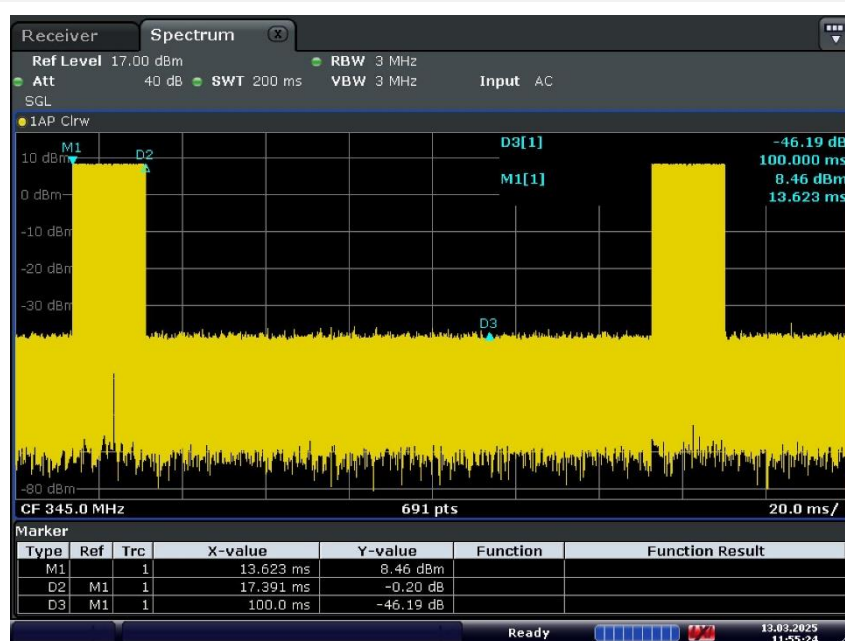 Receiver Spectrum X
Ref Level 17.00 dBm RBW 3 MHz
Att 40 dB SWT 200 ms VBW 3 MHz Input AC
SGL
1AP Clrw
D3[1] -46.19 dB
100.000 ms
M1[1] 8.46 dBm
13.623 ms
M1
D2
10 dBm
0 dBm
-10 dBm
-20 dBm
-30 dBm
D3
-80 dBm
CF 345.0 MHz 691 pts 20.0 ms/
Marker
Type Ref Trc X-value Y-value Function Function Result
M1 1 13.623 ms 8.46 dBm
D2 M1 1 17.391 ms -0.20 dB
D3 M1 1 100.0 ms -46.19 dB
Ready 13.03.2025
11:55:24